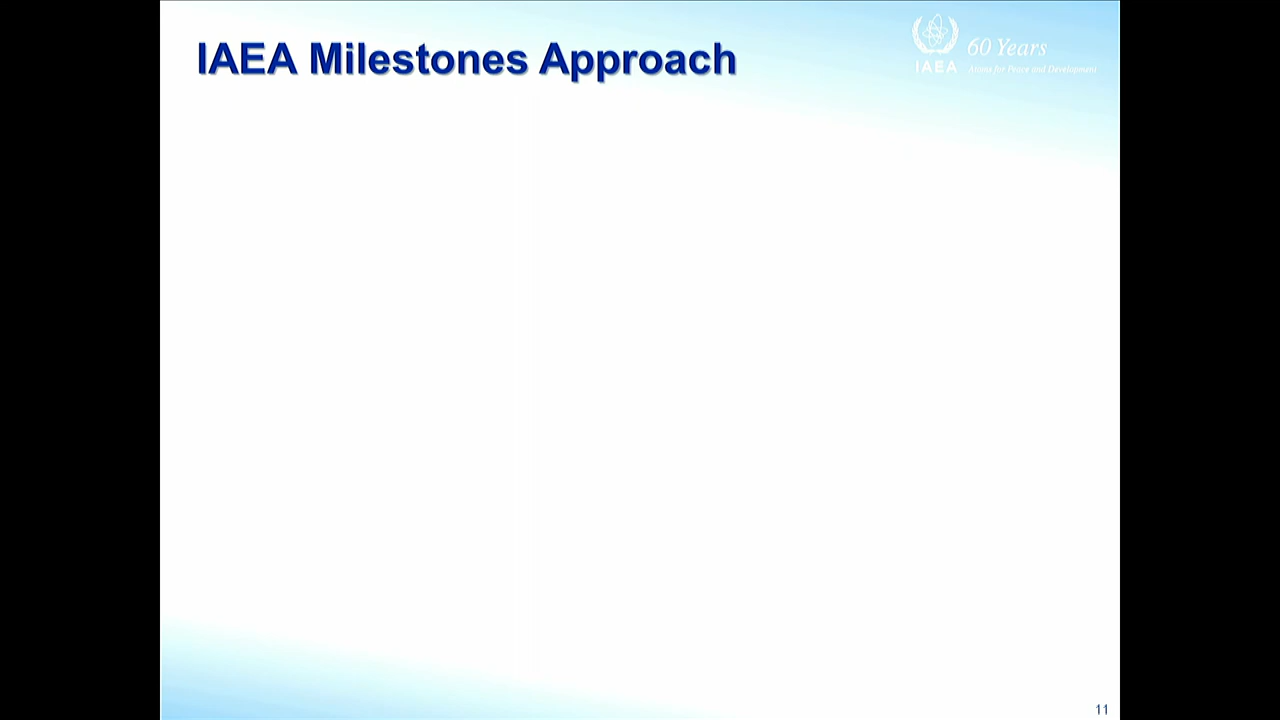 IAEA Milestones Approach
60 Years
IAEA
Atoms for Peace and Development
11